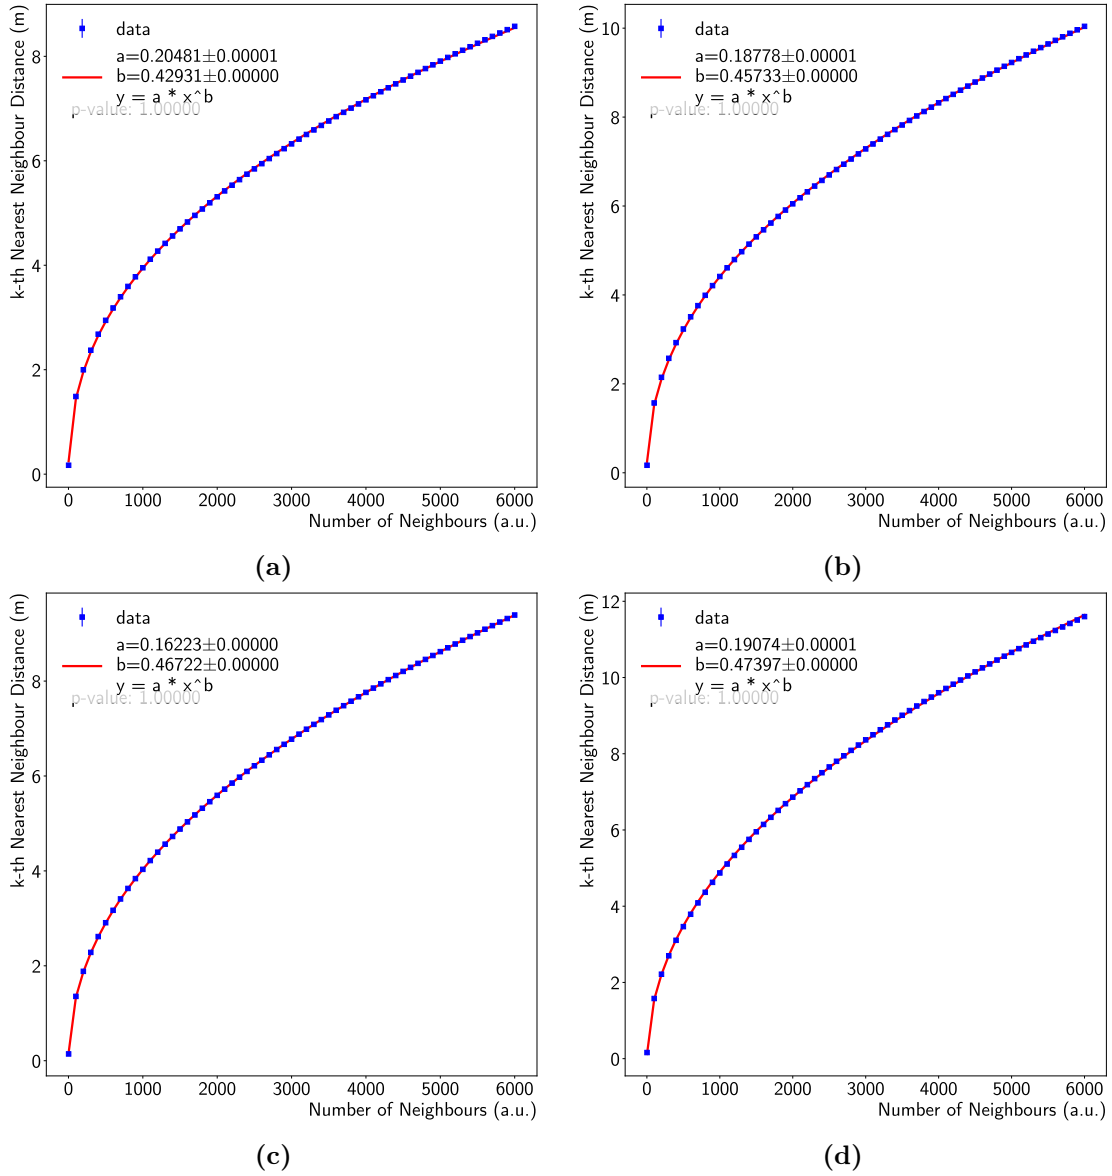 k-th Nearest Neighbour Distance (m)
data
a=0.20481±0.00001
b=0.42931±0.00000
y = a * x^b
p-value: 1.00000
8
6
4
2
0
0 1000 2000 3000 4000 5000 6000
Number of Neighbours (a.u.)
(a)
k-th Nearest Neighbour Distance (m)
data
a=0.18778±0.00001
b=0.45733±0.00000
y = a * x^b
p-value: 1.00000
10
8
6
4
2
0
0 1000 2000 3000 4000 5000 6000
Number of Neighbours (a.u.)
(b)
k-th Nearest Neighbour Distance (m)
data
a=0.16223±0.00000
b=0.46722±0.00000
y = a * x^b
p-value: 1.00000
8
6
4
2
0
0 1000 2000 3000 4000 5000 6000
Number of Neighbours (a.u.)
(c)
k-th Nearest Neighbour Distance (m)
data
a=0.19074±0.00001
b=0.47397±0.00000
y = a * x^b
p-value: 1.00000
12
10
8
6
4
2
0
0 1000 2000 3000 4000 5000 6000
Number of Neighbours (a.u.)
(d)